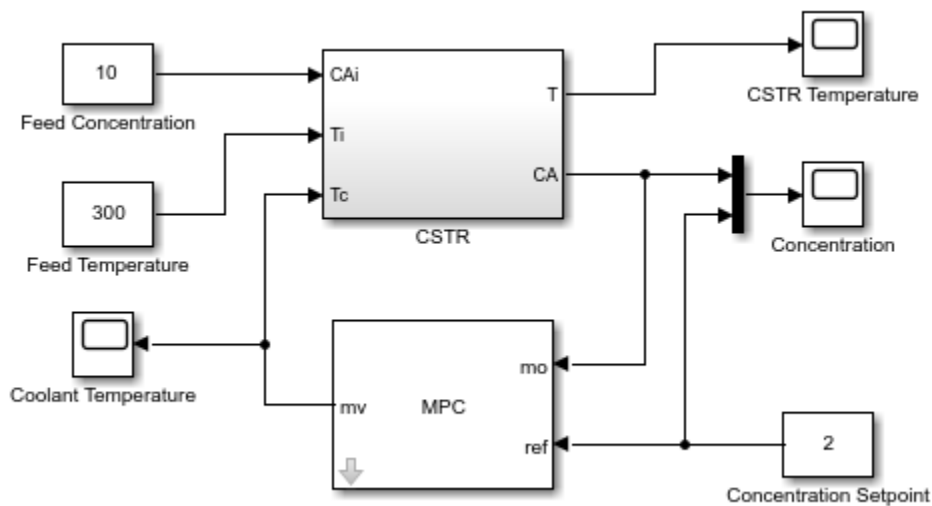 10
Feed Concentration
300
Feed Temperature
CAi
Ti
Tc
T
CA
CSTR
CSTR Temperature
Concentration
Coolant Temperature
mv
MPC
mo
ref
2
Concentration Setpoint